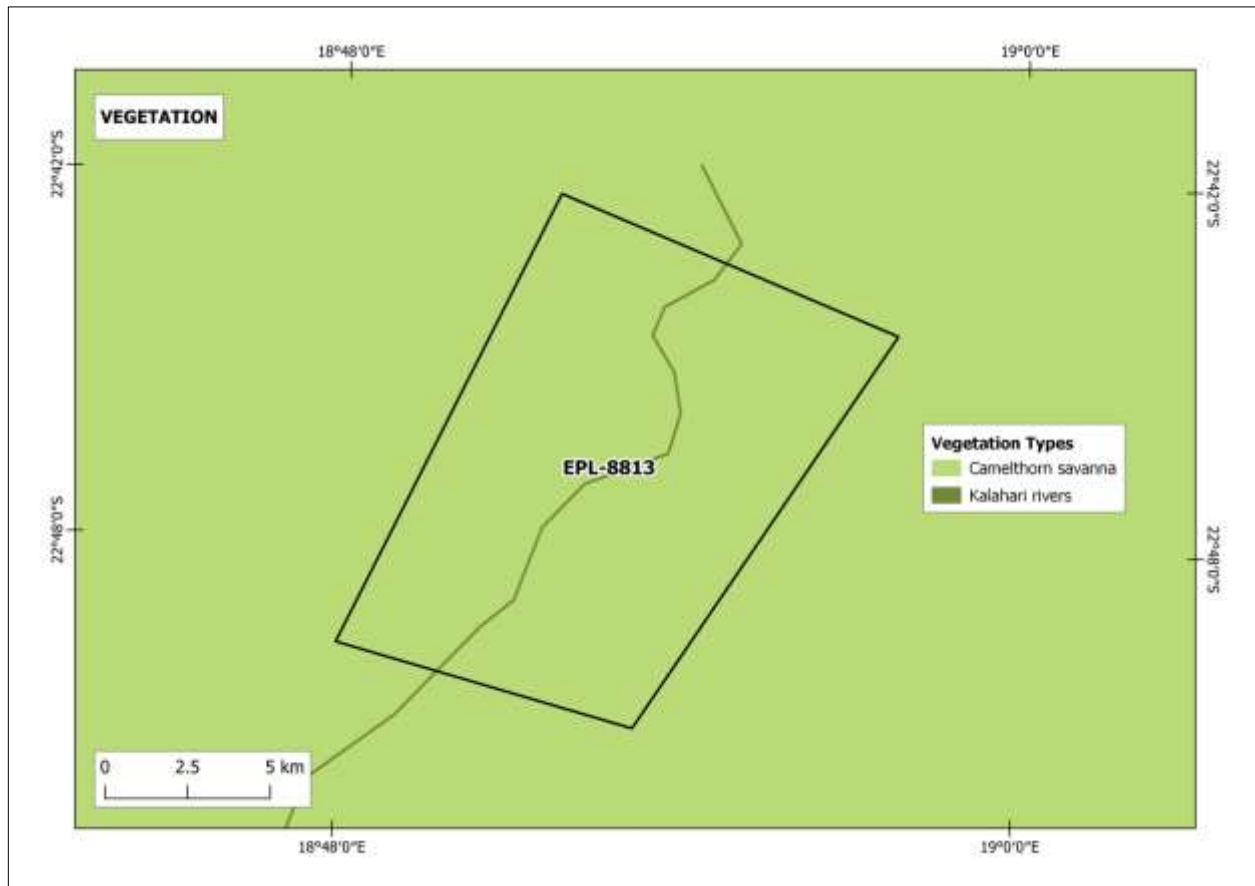 18°48'0"E
19°0'0"E
VEGETATION
22°42'0"S
22°42'0"S
Vegetation Types
Camelthorn savanna
Kalahari rivers
EPL-8813
22°48'0"S
22°48'0"S
0 2.5 5 km
18°48'0"E
19°0'0"E